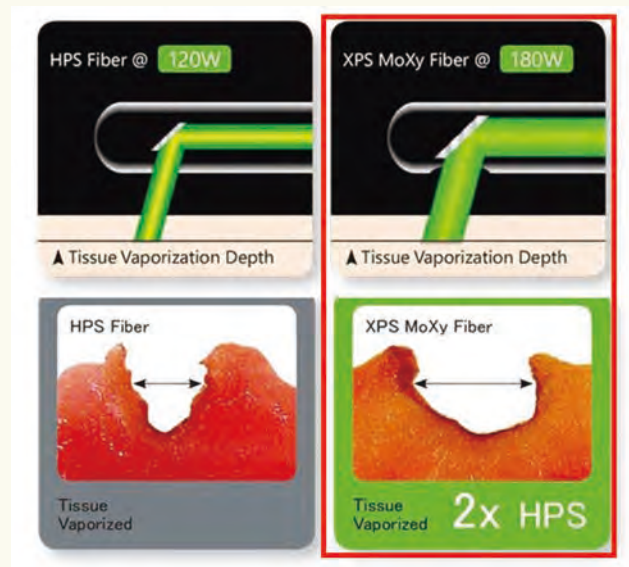 HPS Fiber @ 120W
▲ Tissue Vaporization Depth
XPS MoXy Fiber @ 180W
▲ Tissue Vaporization Depth
HPS Fiber
Tissue
Vaporized
XPS MoXy Fiber
Tissue
Vaporized
2x HPS